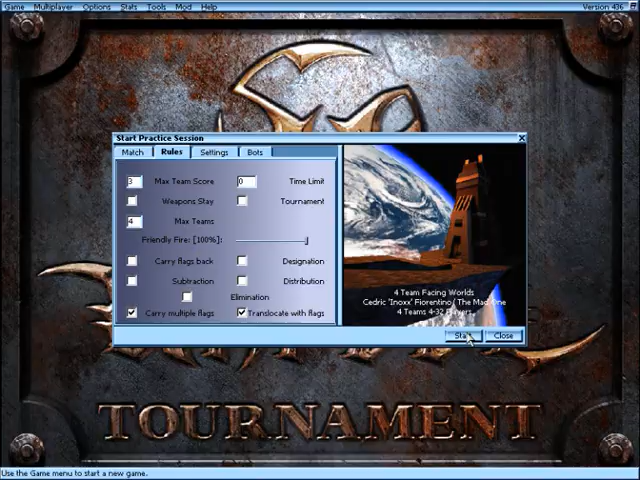 Game Multiplayer Options Stats Tools Mod Help Version 436
Start Practice Session
Match Rules Settings Bots
3 Max Team Score 0 Time Limit
Weapons Stay Tournament
4 Max Teams
Friendly Fire: [100%]:
Carry flags back Designation
Subtraction Distribution
Elimination
Carry multiple flags Translocate with flags
4 Team Facing Worlds
Cedric 'Inoxx' Fiorentino/The Mad One
4 Teams 4-32 Players
Start Close
TOURNAMENT
Use the Game menu to start a new game.